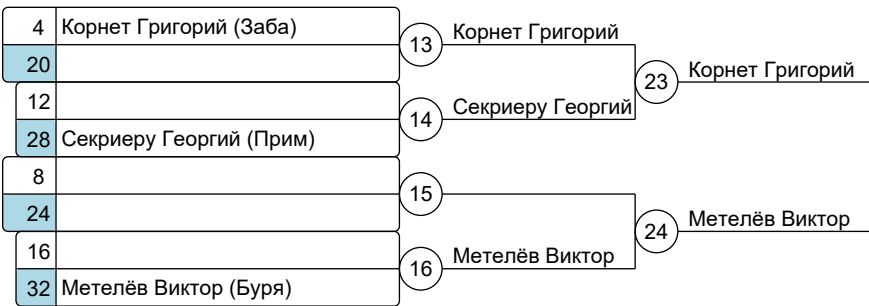 4 Корнет Григорий (Заба)
13 Корнет Григорий
20
23 Корнет Григорий
12
14 Секриеру Георгий
28 Секриеру Георгий (Прим)
8
15
24
24 Метелёв Виктор
16
16 Метелёв Виктор
32 Метелёв Виктор (Буря)